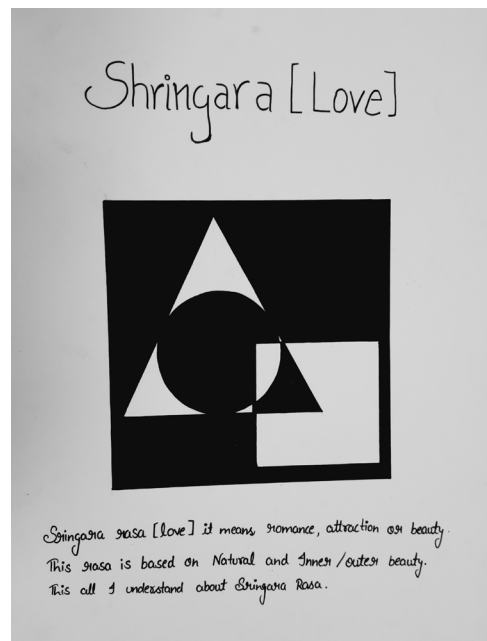 Shringara [Love]
Sringara rasa [love] it means, romance, attraction or beauty.
This rasa is based on Natural and Inner/outer beauty.
This all I understand about Sringara Rasa.